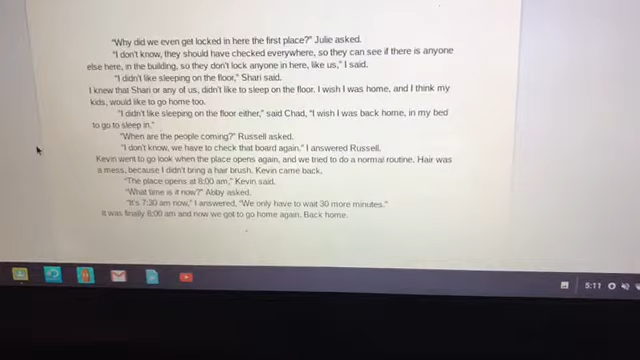 "Why did we even get locked in here the first place?" Julie asked.
"I don't know, they should have checked everywhere, so they can see if there is anyone
else here, in the building, so they don't lock anyone in here, like us," I said.
"I didn't like sleeping on the floor," Shari said.
I knew that Shari or any of us, didn't like to sleep on the floor. I wish I was home, and I think my
kids, would like to go home too.
"I didn't like sleeping on the floor either," said Chad, "I wish I was back home, in my bed
to go to sleep in."
"When are the people coming?" Russell asked.
"I don't know, we have to check that board again," I answered Russell.
Kevin went to go look when the place opens again, and we tried to do a normal routine. Hair was
a mess, because I didn't bring a hair brush. Kevin came back.
"The place opens at 8:00 am," Kevin said.
"What time is it now?" Abby asked.
"It's 7:30 am now," I answered, "We only have to wait 30 more minutes."
It was finally 8:00 am and now we got to go home again. Back home.
5:11